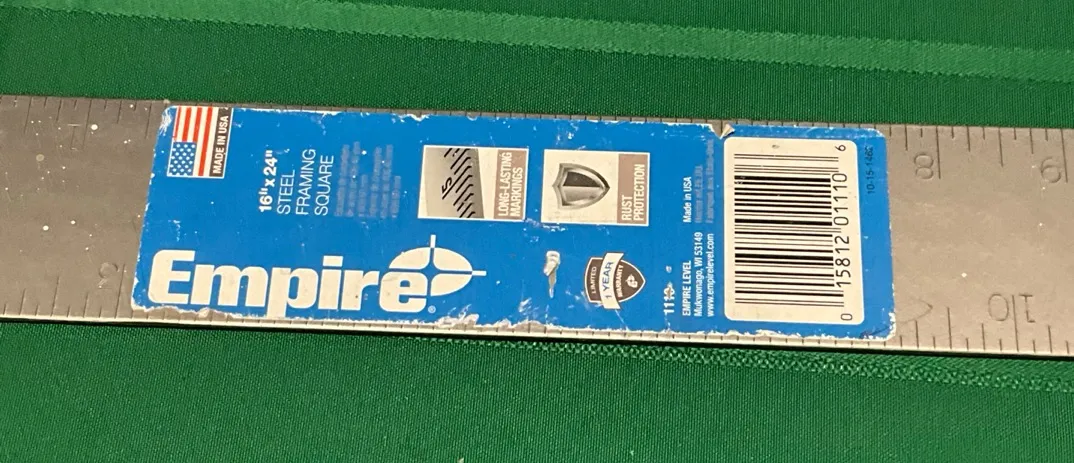 MADE IN USA
16"x 24"
STEEL
FRAMING
SQUARE
Empire
®
LONG-LASTING
MARKINGS
RUST
PROTECTION
LIMITED
1 YEAR
WARRANTY
EMPIRE LEVEL
Mukwonago, WI 53149
www.empirelevel.com
Made in USA
0 15812 01110 6
8
9
10